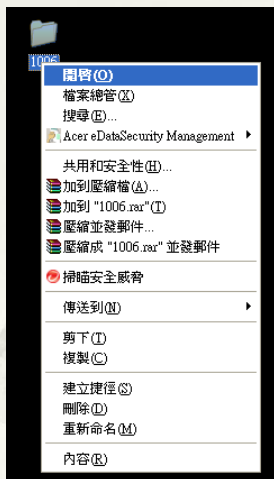 1006
開啓(O)
檔案總管(X)
搜尋(E)...
Acer eDataSecurity Management
共用和安全性(H)...
加到壓縮檔(A)...
加到 "1006.rar"(T)
壓縮並發郵件...
壓縮成 "1006.rar" 並發郵件
掃瞄安全威脅
傳送到(N)
剪下(T)
複製(C)
建立捷徑(S)
刪除(D)
重新命名(M)
內容(R)